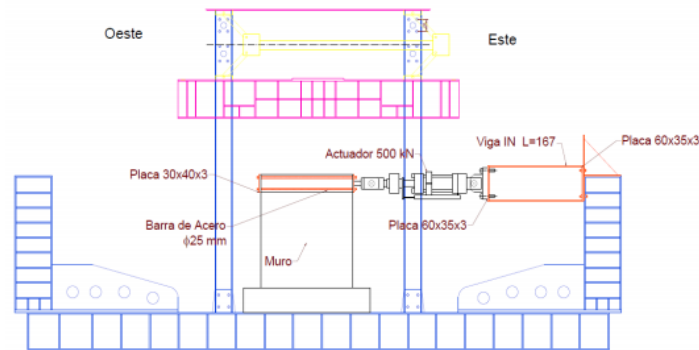 Oeste
Este
Actuador 500 kN
Viga IN L=167
Placa 60x35x3
Placa 30x40x3
Barra de Acero
ϕ25 mm
Placa 60x35x3
Muro